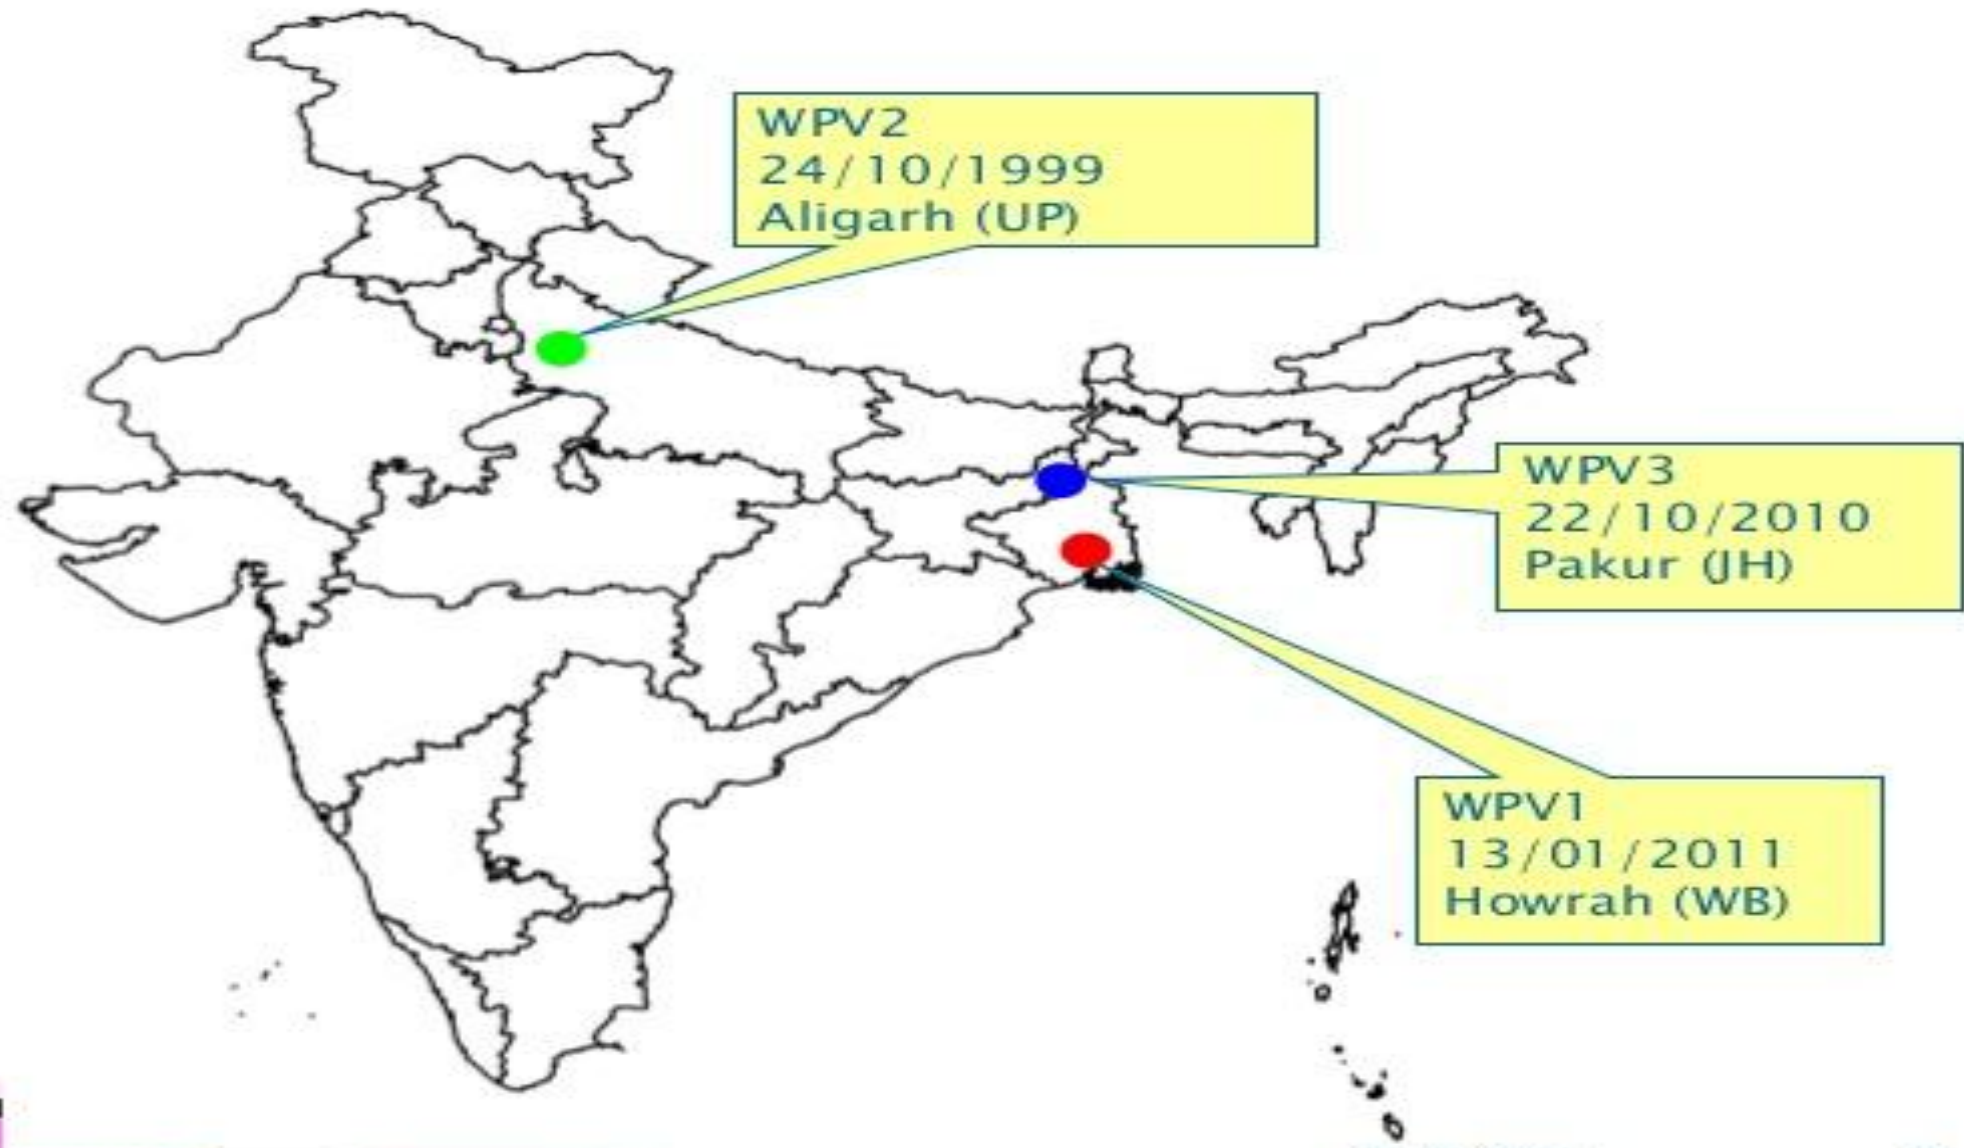 WPV2
24/10/1999
Aligarh (UP)
WPV3
22/10/2010
Pakur (JH)
WPV1
13/01/2011
Howrah (WB)